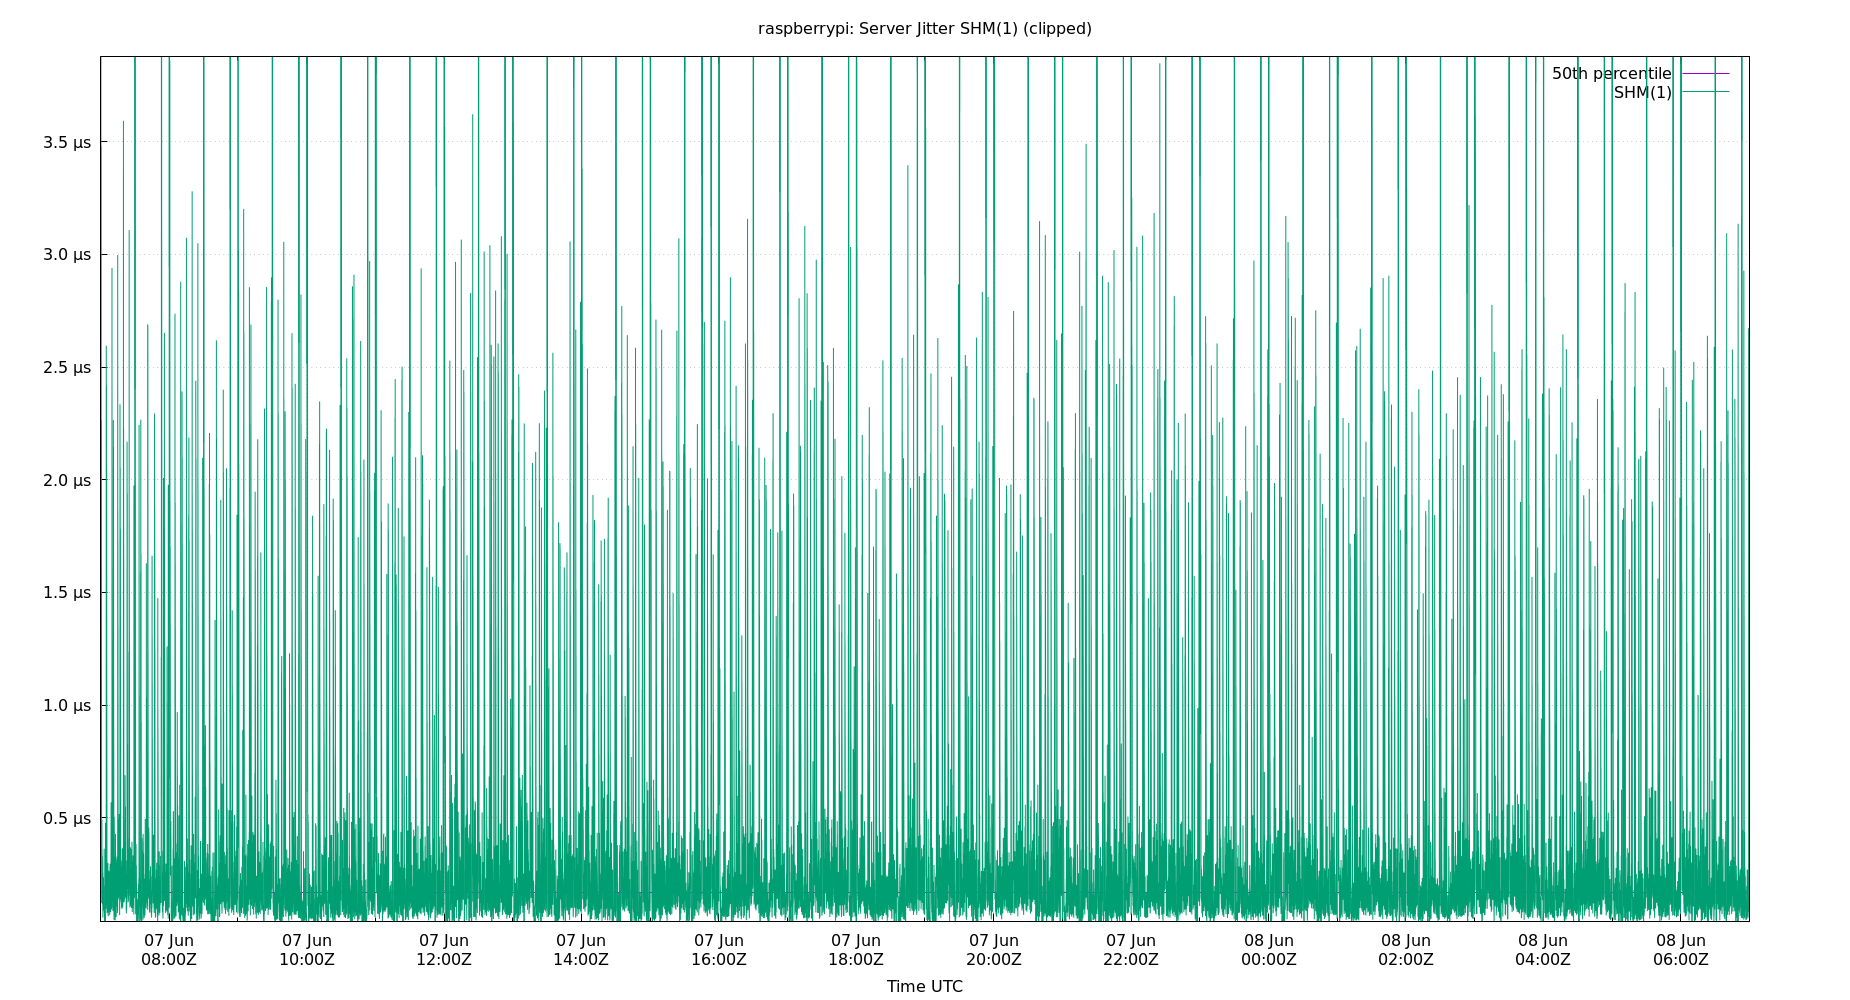 raspberrypi: Server Jitter SHM(1) (clipped)
50th percentile
SHM(1)
3.5 µs
3.0 µs
2.5 µs
2.0 µs
1.5 µs
1.0 µs
0.5 µs
07 Jun 07 Jun 07 Jun 07 Jun 07 Jun 07 Jun 07 Jun 07 Jun 08 Jun 08 Jun 08 Jun 08 Jun
08:00Z 10:00Z 12:00Z 14:00Z 16:00Z 18:00Z 20:00Z 22:00Z 00:00Z 02:00Z 04:00Z 06:00Z
Time UTC